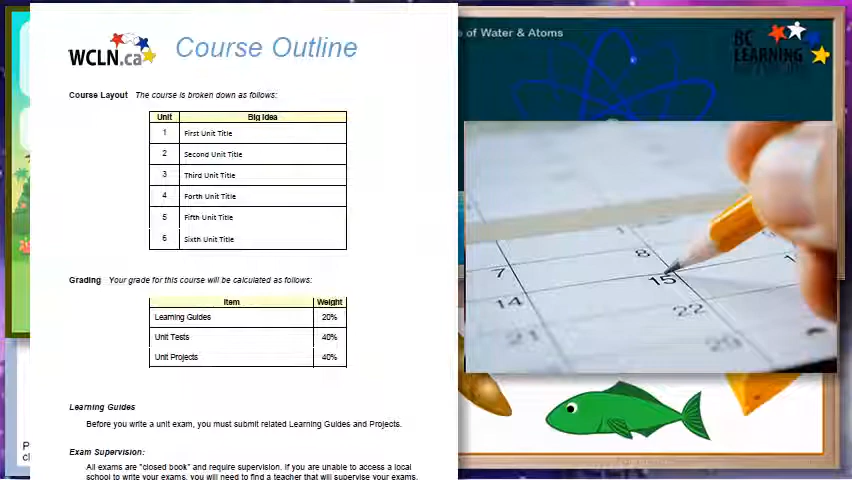 WCLN.ca
Course Outline
Course Layout The course is broken down as follows:
Unit Big Idea
1 First Unit Title
2 Second Unit Title
3 Third Unit Title
4 Forth Unit Title
5 Fifth Unit Title
6 Sixth Unit Title
Grading Your grade for this course will be calculated as follows:
Item Weight
Learning Guides 20%
Unit Tests 40%
Unit Projects 40%
Learning Guides
Before you write a unit exam, you must submit related Learning Guides and Projects.
Exam Supervision:
All exams are "closed book" and require supervision. If you are unable to access a local
school to write your exams, you will need to find a teacher that will supervise your exams.
of Water & Atoms
BC
LEARNING
8
7
15
14
22
21
29